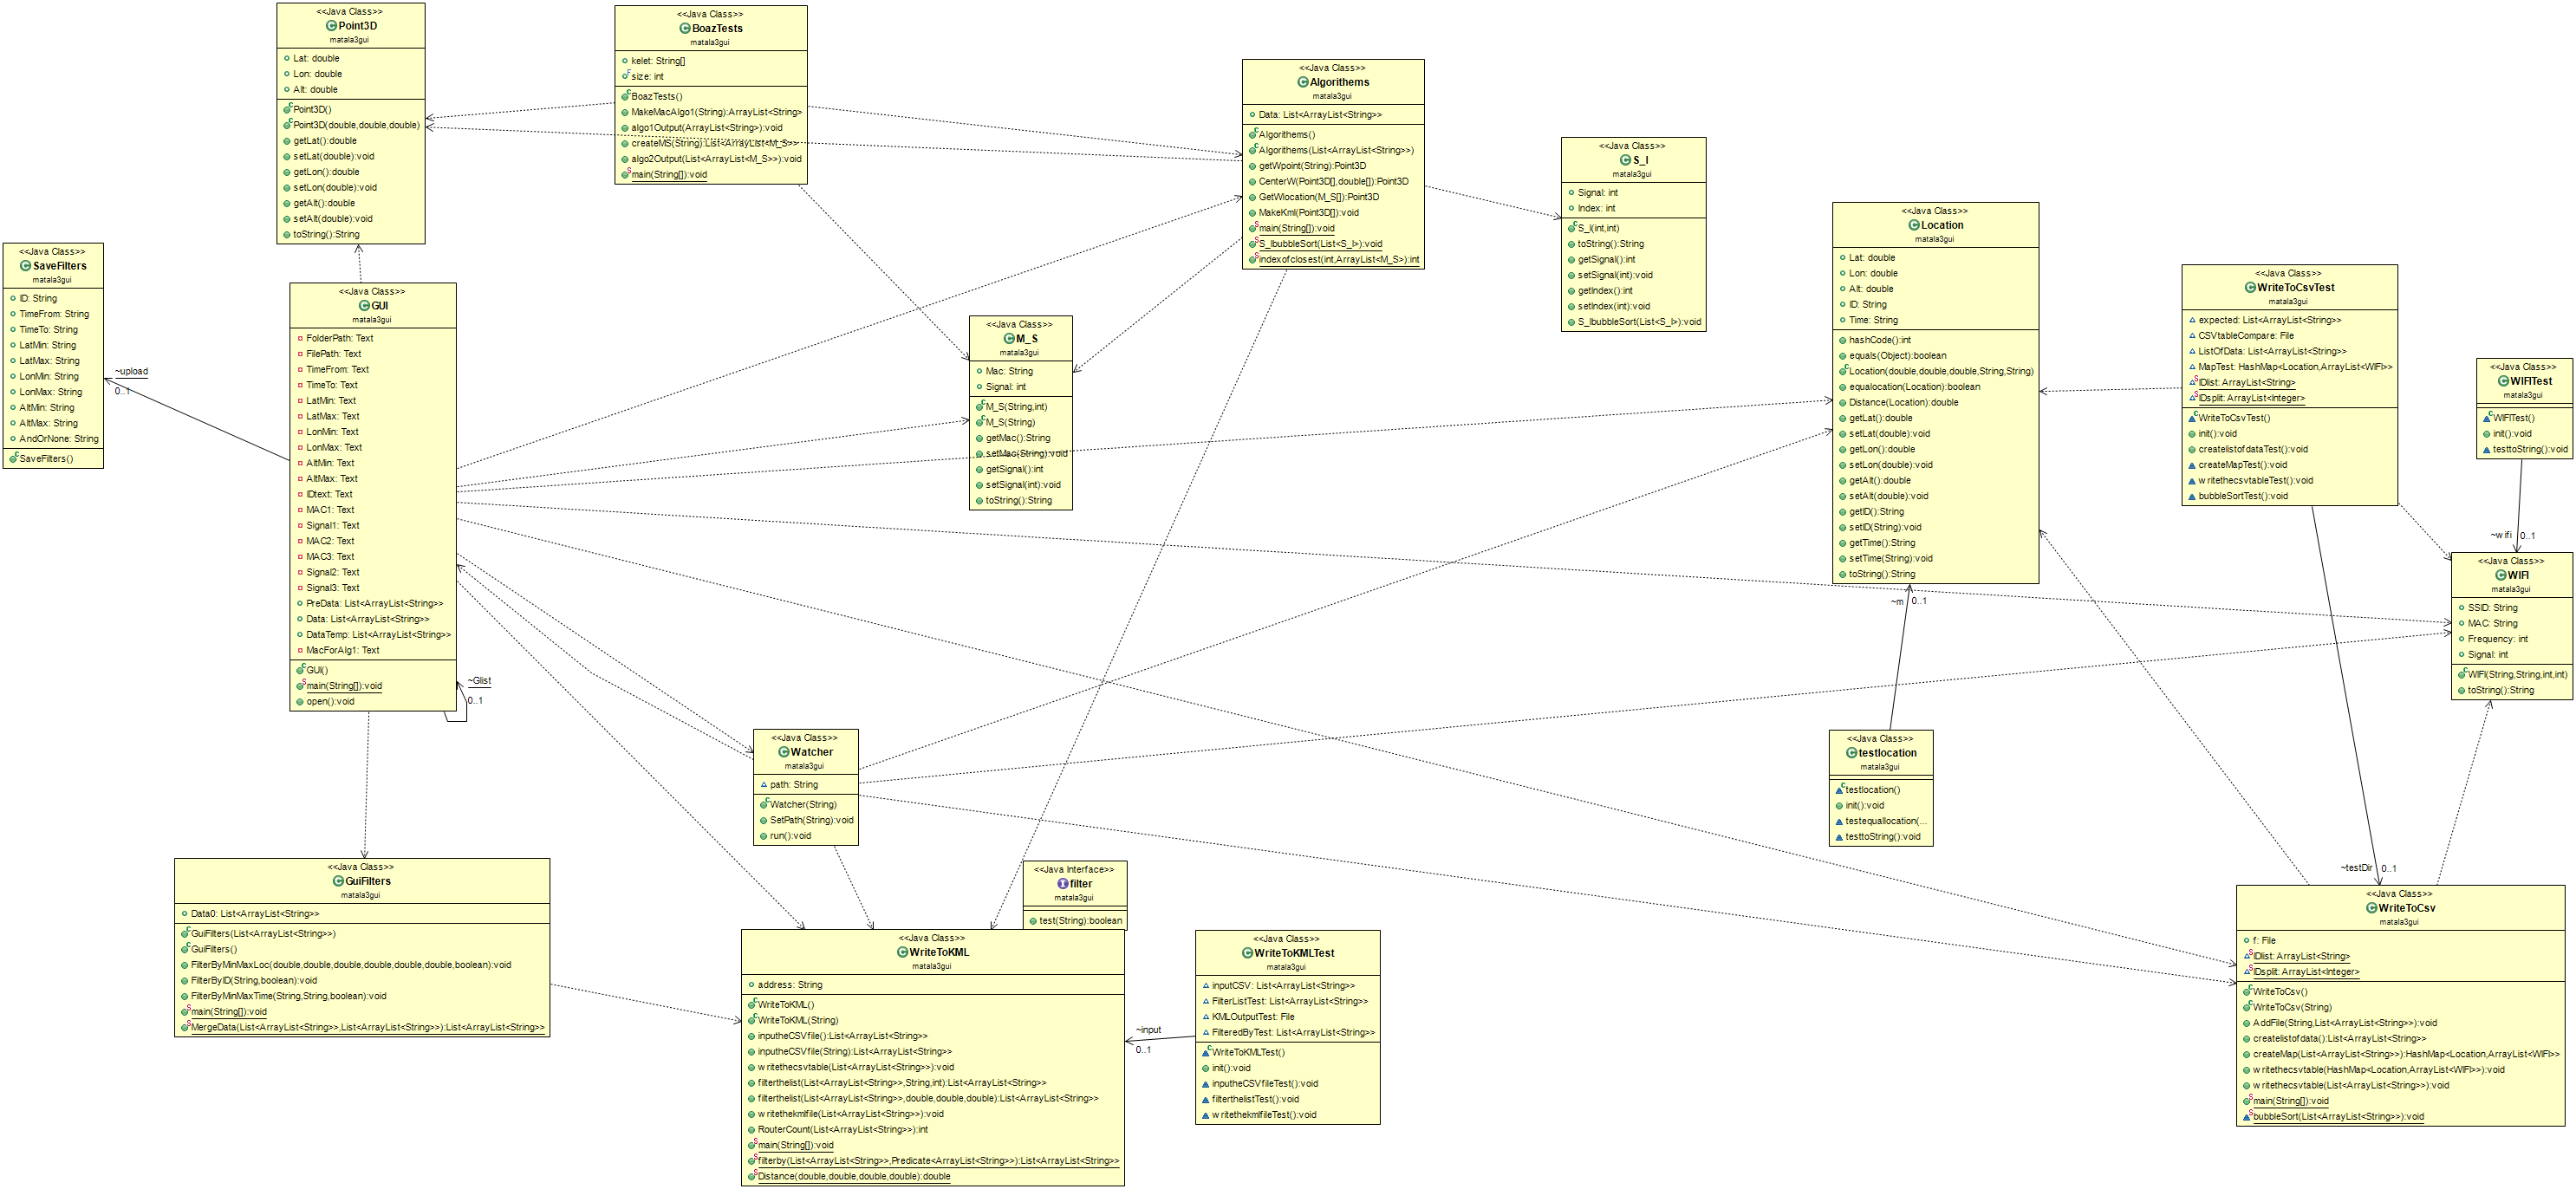 <<Java Class>>
Point3D
matala3gui
Lat: double
Lon: double
Alt: double
Point3D()
Point3D(double,double,double)
getLat():double
setLat(double):void
getLon():double
setLon(double):void
getAlt():double
setAlt(double):void
toString():String
<<Java Class>>
BoazTests
matala3gui
kelet: String[]
size: int
BoazTests()
MakeMacAlgo1(String):ArrayList<String>
algo1Output(ArrayList<String>):void
createMS(String):List<ArrayList<M_S>>
algo2Output(List<ArrayList<M_S>>):void
main(String[]):void
<<Java Class>>
Algorithems
matala3gui
Data: List<ArrayList<String>>
Algorithems()
Algorithems(List<ArrayList<String>>)
getWpoint(String):Point3D
CenterW(Point3D[],double[]):Point3D
GetWlocation(M_S[]):Point3D
MakeKml(Point3D[]):void
main(String[]):void
S_IbubbleSort(List<S_I>):void
indexofclosest(int,ArrayList<M_S>):int
<<Java Class>>
S_I
matala3gui
Signal: int
Index: int
S_I(int,int)
toString():String
getSignal():int
setSignal(int):void
getIndex():int
setIndex(int):void
S_IbubbleSort(List<S_I>):void
<<Java Class>>
SaveFilters
matala3gui
ID: String
TimeFrom: String
TimeTo: String
LatMin: String
LatMax: String
LonMin: String
LonMax: String
AltMin: String
AltMax: String
AndOrNone: String
SaveFilters()
~upload
0..1
<<Java Class>>
GUI
matala3gui
FolderPath: Text
FilePath: Text
TimeFrom: Text
TimeTo: Text
LatMin: Text
LatMax: Text
LonMin: Text
LonMax: Text
AltMin: Text
AltMax: Text
IDtext: Text
MAC1: Text
Signal1: Text
MAC2: Text
MAC3: Text
Signal2: Text
Signal3: Text
PreData: List<ArrayList<String>>
Data: List<ArrayList<String>>
DataTemp: List<ArrayList<String>>
MacForAlg1: Text
GUI()
main(String[]):void
open():void
~Glist
0..1
<<Java Class>>
M_S
matala3gui
Mac: String
Signal: int
M_S(String,int)
M_S(String)
getMac():String
setMac(String):void
getSignal():int
setSignal(int):void
toString():String
<<Java Class>>
Location
matala3gui
Lat: double
Lon: double
Alt: double
ID: String
Time: String
hashCode():int
equals(Object):boolean
Location(double,double,double,String,String)
equalocation(Location):boolean
Distance(Location):double
getLat():double
setLat(double):void
getLon():double
setLon(double):void
getAlt():double
setAlt(double):void
getID():String
setID(String):void
getTime():String
setTime(String):void
toString():String
~m
0..1
<<Java Class>>
WriteToCsvTest
matala3gui
expected: List<ArrayList<String>>
CSVtableCompare: File
ListOfData: List<ArrayList<String>>
MapTest: HashMap<Location,ArrayList<WIFI>>
IDlist: ArrayList<String>
IDsplit: ArrayList<Integer>
WriteToCsvTest()
init():void
createlistofdataTest():void
createMapTest():void
writethecsvtableTest():void
bubbleSortTest():void
<<Java Class>>
WIFITest
matala3gui
WIFITest()
init():void
testtoString():void
~wifi
0..1
<<Java Class>>
WIFI
matala3gui
SSID: String
MAC: String
Frequency: int
Signal: int
WIFI(String,String,int,int)
toString():String
<<Java Class>>
Watcher
matala3gui
path: String
Watcher(String)
SetPath(String):void
run():void
<<Java Class>>
testlocation
matala3gui
testlocation()
init():void
testequallocation(...
testtoString():void
<<Java Class>>
GuiFilters
matala3gui
Data0: List<ArrayList<String>>
GuiFilters(List<ArrayList<String>>)
GuiFilters()
FilterByMinMaxLoc(double,double,double,double,double,double,boolean):void
FilterByID(String,boolean):void
FilterByMinMaxTime(String,String,boolean):void
main(String[]):void
MergeData(List<ArrayList<String>>,List<ArrayList<String>>):List<ArrayList<String>>
<<Java Interface>>
filter
matala3gui
test(String):boolean
<<Java Class>>
WriteToKML
matala3gui
address: String
WriteToKML()
WriteToKML(String)
inputheCSVfile():List<ArrayList<String>>
inputheCSVfile(String):List<ArrayList<String>>
writethecsvtable(List<ArrayList<String>>):void
filterthelist(List<ArrayList<String>>,String,int):List<ArrayList<String>>
filterthelist(List<ArrayList<String>>,double,double,double):List<ArrayList<String>>
writethekmlfile(List<ArrayList<String>>):void
RouterCount(List<ArrayList<String>>):int
main(String[]):void
filterby(List<ArrayList<String>>,Predicate<ArrayList<String>>):List<ArrayList<String>>
Distance(double,double,double,double):double
~input
0..1
<<Java Class>>
WriteToKMLTest
matala3gui
inputCSV: List<ArrayList<String>>
FilterListTest: List<ArrayList<String>>
KMLOutputTest: File
FilteredByTest: List<ArrayList<String>>
WriteToKMLTest()
init():void
inputheCSVfileTest():void
filterthelistTest():void
writethekmlfileTest():void
~testDir
0..1
<<Java Class>>
WriteToCsv
matala3gui
f: File
IDlist: ArrayList<String>
IDsplit: ArrayList<Integer>
WriteToCsv()
WriteToCsv(String)
AddFile(String,List<ArrayList<String>>):void
createlistofdata():List<ArrayList<String>>
createMap(List<ArrayList<String>>):HashMap<Location,ArrayList<WIFI>>
writethecsvtable(HashMap<Location,ArrayList<WIFI>>):void
writethecsvtable(List<ArrayList<String>>):void
main(String[]):void
bubbleSort(List<ArrayList<String>>):void